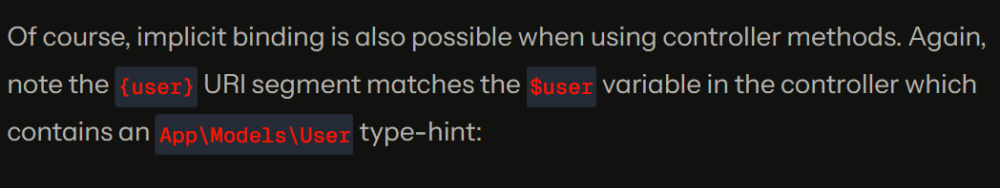 Of course, implicit binding is also possible when using controller methods. Again,
note the {user} URI segment matches the $user variable in the controller which
contains an App\Models\User type-hint: